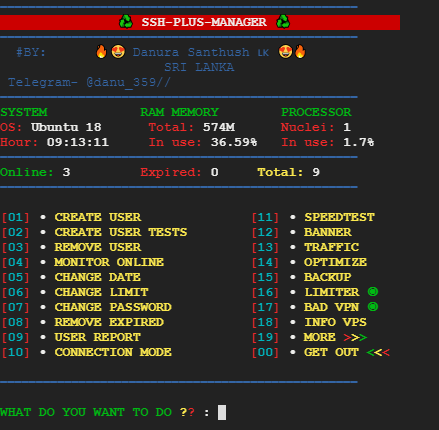 ♻ SSH-PLUS-MANAGER ♻
#BY: 🔥😍 Danura Santhush ʟᴋ 😍🔥
SRI LANKA
Telegram- @danu_359//
SYSTEM RAM MEMORY PROCESSOR
OS: Ubuntu 18 Total: 574M Nuclei: 1
Hour: 09:13:11 In use: 36.59% In use: 1.7%
Online: 3 Expired: 0 Total: 9
[01] • CREATE USER [11] • SPEEDTEST
[02] • CREATE USER TESTS [12] • BANNER
[03] • REMOVE USER [13] • TRAFFIC
[04] • MONITOR ONLINE [14] • OPTIMIZE
[05] • CHANGE DATE [15] • BACKUP
[06] • CHANGE LIMIT [16] • LIMITER
[07] • CHANGE PASSWORD [17] • BAD VPN
[08] • REMOVE EXPIRED [18] • INFO VPS
[09] • USER REPORT [19] • MORE >>>
[10] • CONNECTION MODE [00] • GET OUT <<<
WHAT DO YOU WANT TO DO ?? :